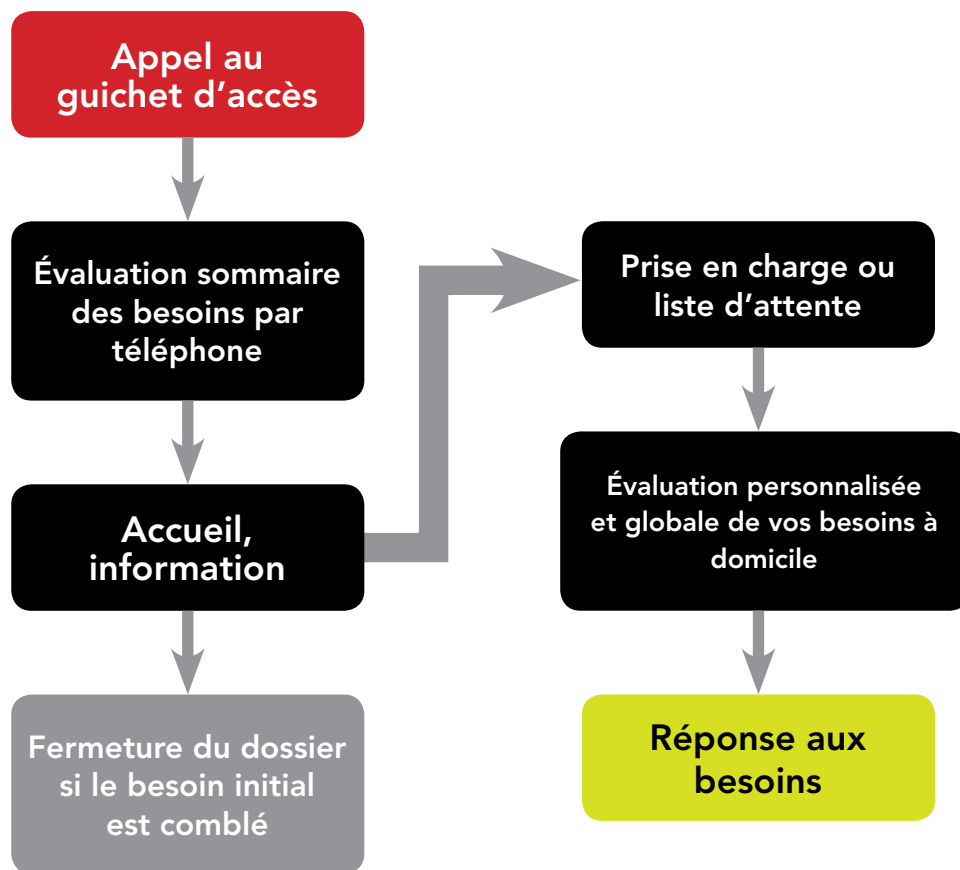 Appel au
guichet d’accès
Évaluation sommaire
des besoins par
téléphone
Accueil,
information
Fermeture du dossier
si le besoin initial
est comblé
Prise en charge ou
liste d’attente
Évaluation personnalisée
et globale de vos besoins à
domicile
Réponse aux
besoins